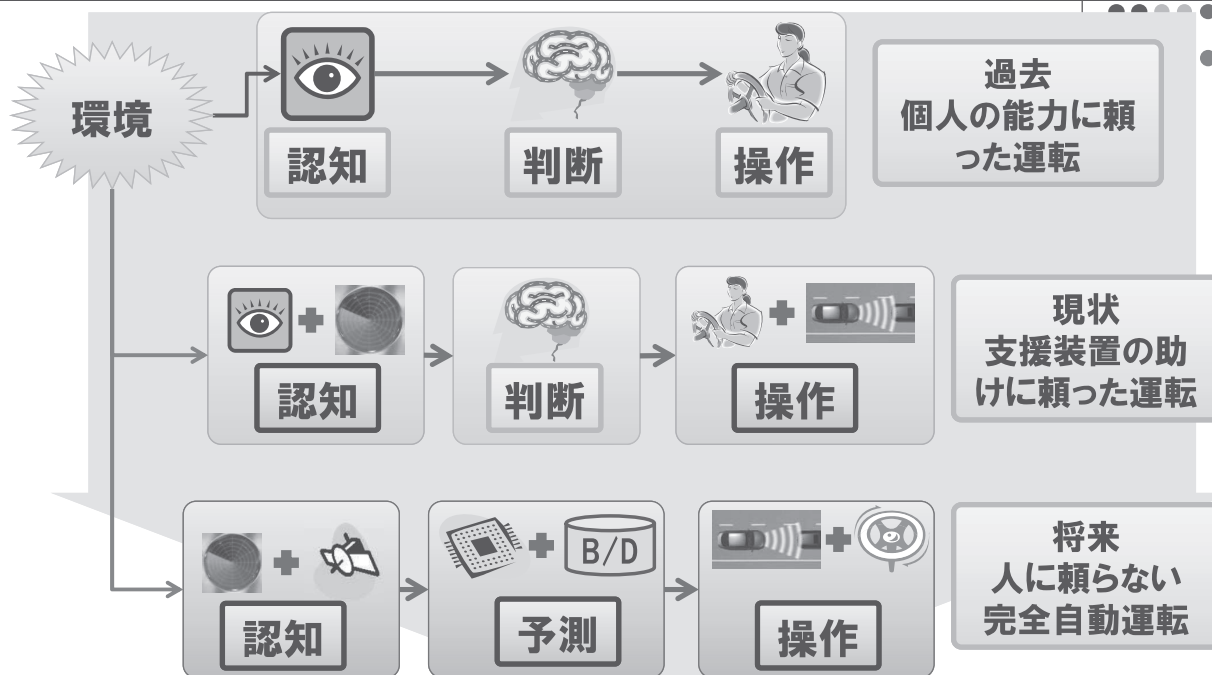 環境
認知
判断
操作
過去
個人の能力に頼
った運転
認知
判断
操作
現状
支援装置の助
けに頼った運転
B/D
認知
予測
操作
将来
人に頼らない
完全自動運転